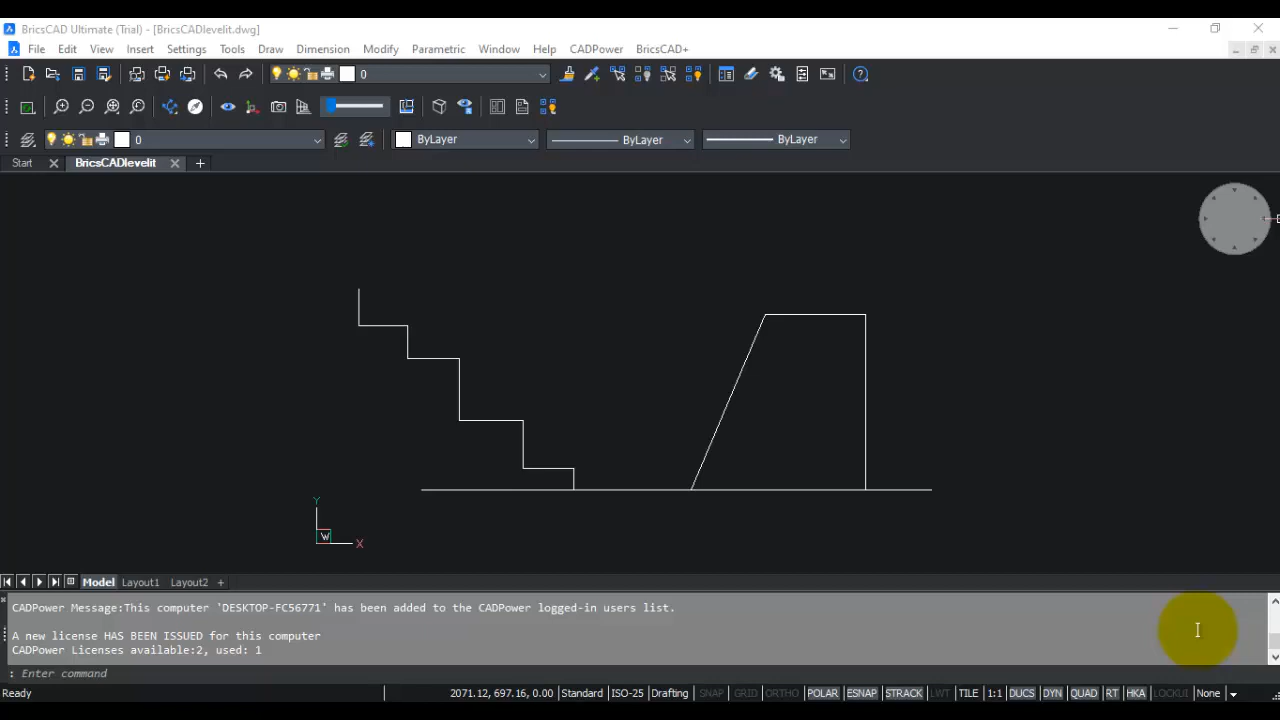 BricsCAD Ultimate (Trial) - [BricsCADlevelit.dwg]
File Edit View Insert Settings Tools Draw Dimension Modify Parametric Window Help CADPower BricsCAD+
0
0 ByLayer ByLayer ByLayer
Start BricsCADlevelit
Y
W
X
Model Layout1 Layout2 +
CADPower Message:This computer 'DESKTOP-FC56771' has been added to the CADPower logged-in users list.
A new license HAS BEEN ISSUED for this computer
CADPower Licenses available:2, used: 1
: Enter command
Ready 2071.12, 697.16, 0.00 Standard ISO-25 Drafting SNAP GRID ORTHO POLAR ESNAP STRACK LWT TILE 1:1 DUCS DYN QUAD RT HKA LOCKUI None